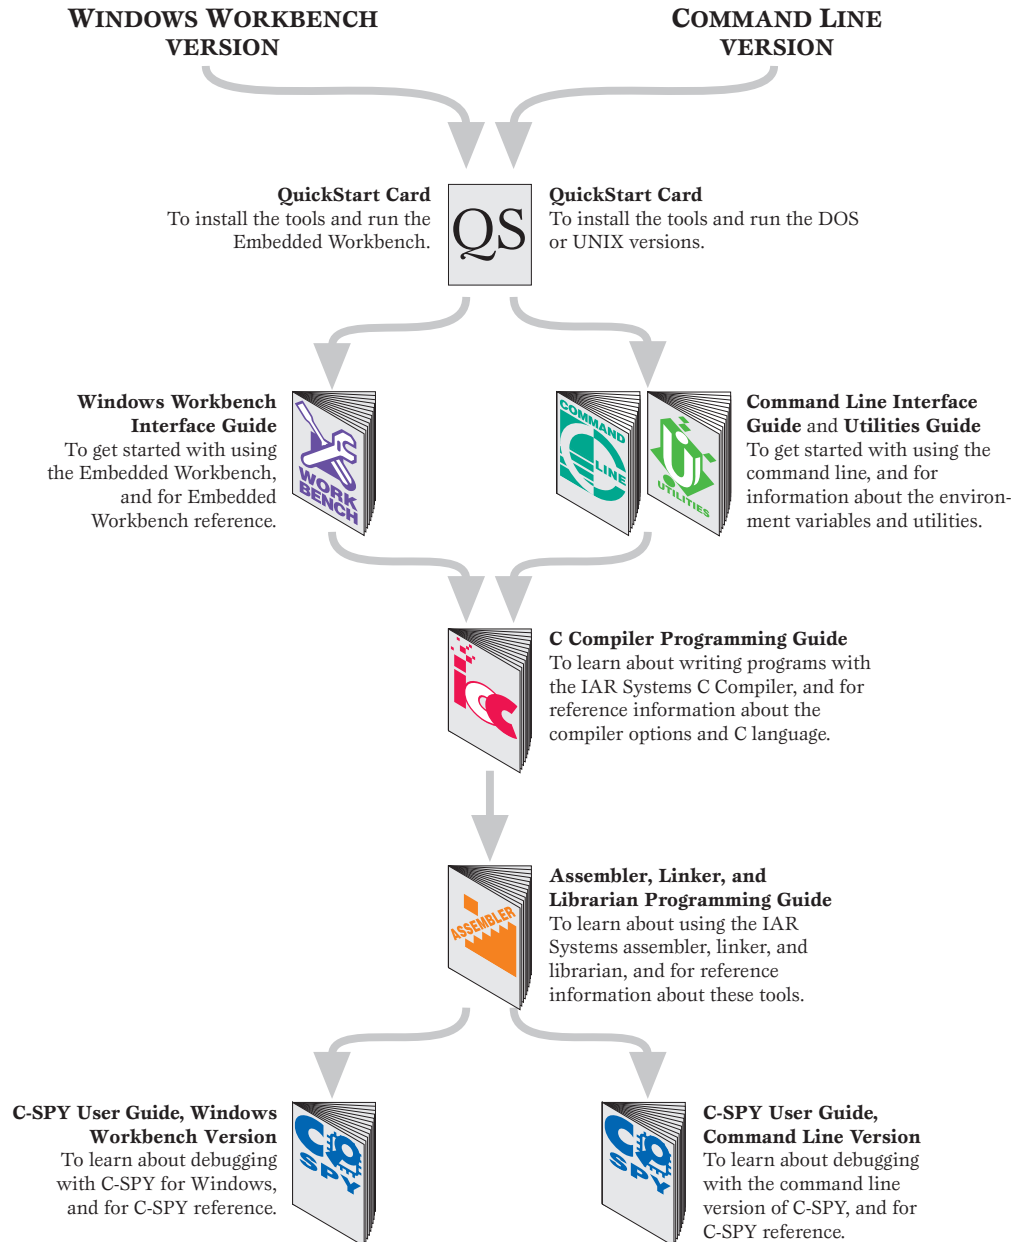 WINDOWS WORKBENCH
VERSION
COMMAND LINE
VERSION
QuickStart Card
To install the tools and run the
Embedded Workbench.
QS
QuickStart Card
To install the tools and run the DOS
or UNIX versions.
Windows Workbench
Interface Guide
To get started with using
the Embedded Workbench,
and for Embedded
Workbench reference.
WORK
BENCH
COMMAND
LINE
UTILITIES
Command Line Interface
Guide and Utilities Guide
To get started with using the
command line, and for
information about the environ-
ment variables and utilities.
icc
C Compiler Programming Guide
To learn about writing programs with
the IAR Systems C Compiler, and for
reference information about the
compiler options and C language.
ASSEMBLER
Assembler, Linker, and
Librarian Programming Guide
To learn about using the IAR
Systems assembler, linker, and
librarian, and for reference
information about these tools.
C-SPY User Guide, Windows
Workbench Version
To learn about debugging
with C-SPY for Windows,
and for C-SPY reference.
C
SPY
C
SPY
C-SPY User Guide,
Command Line Version
To learn about debugging
with the command line
version of C-SPY, and for
C-SPY reference.